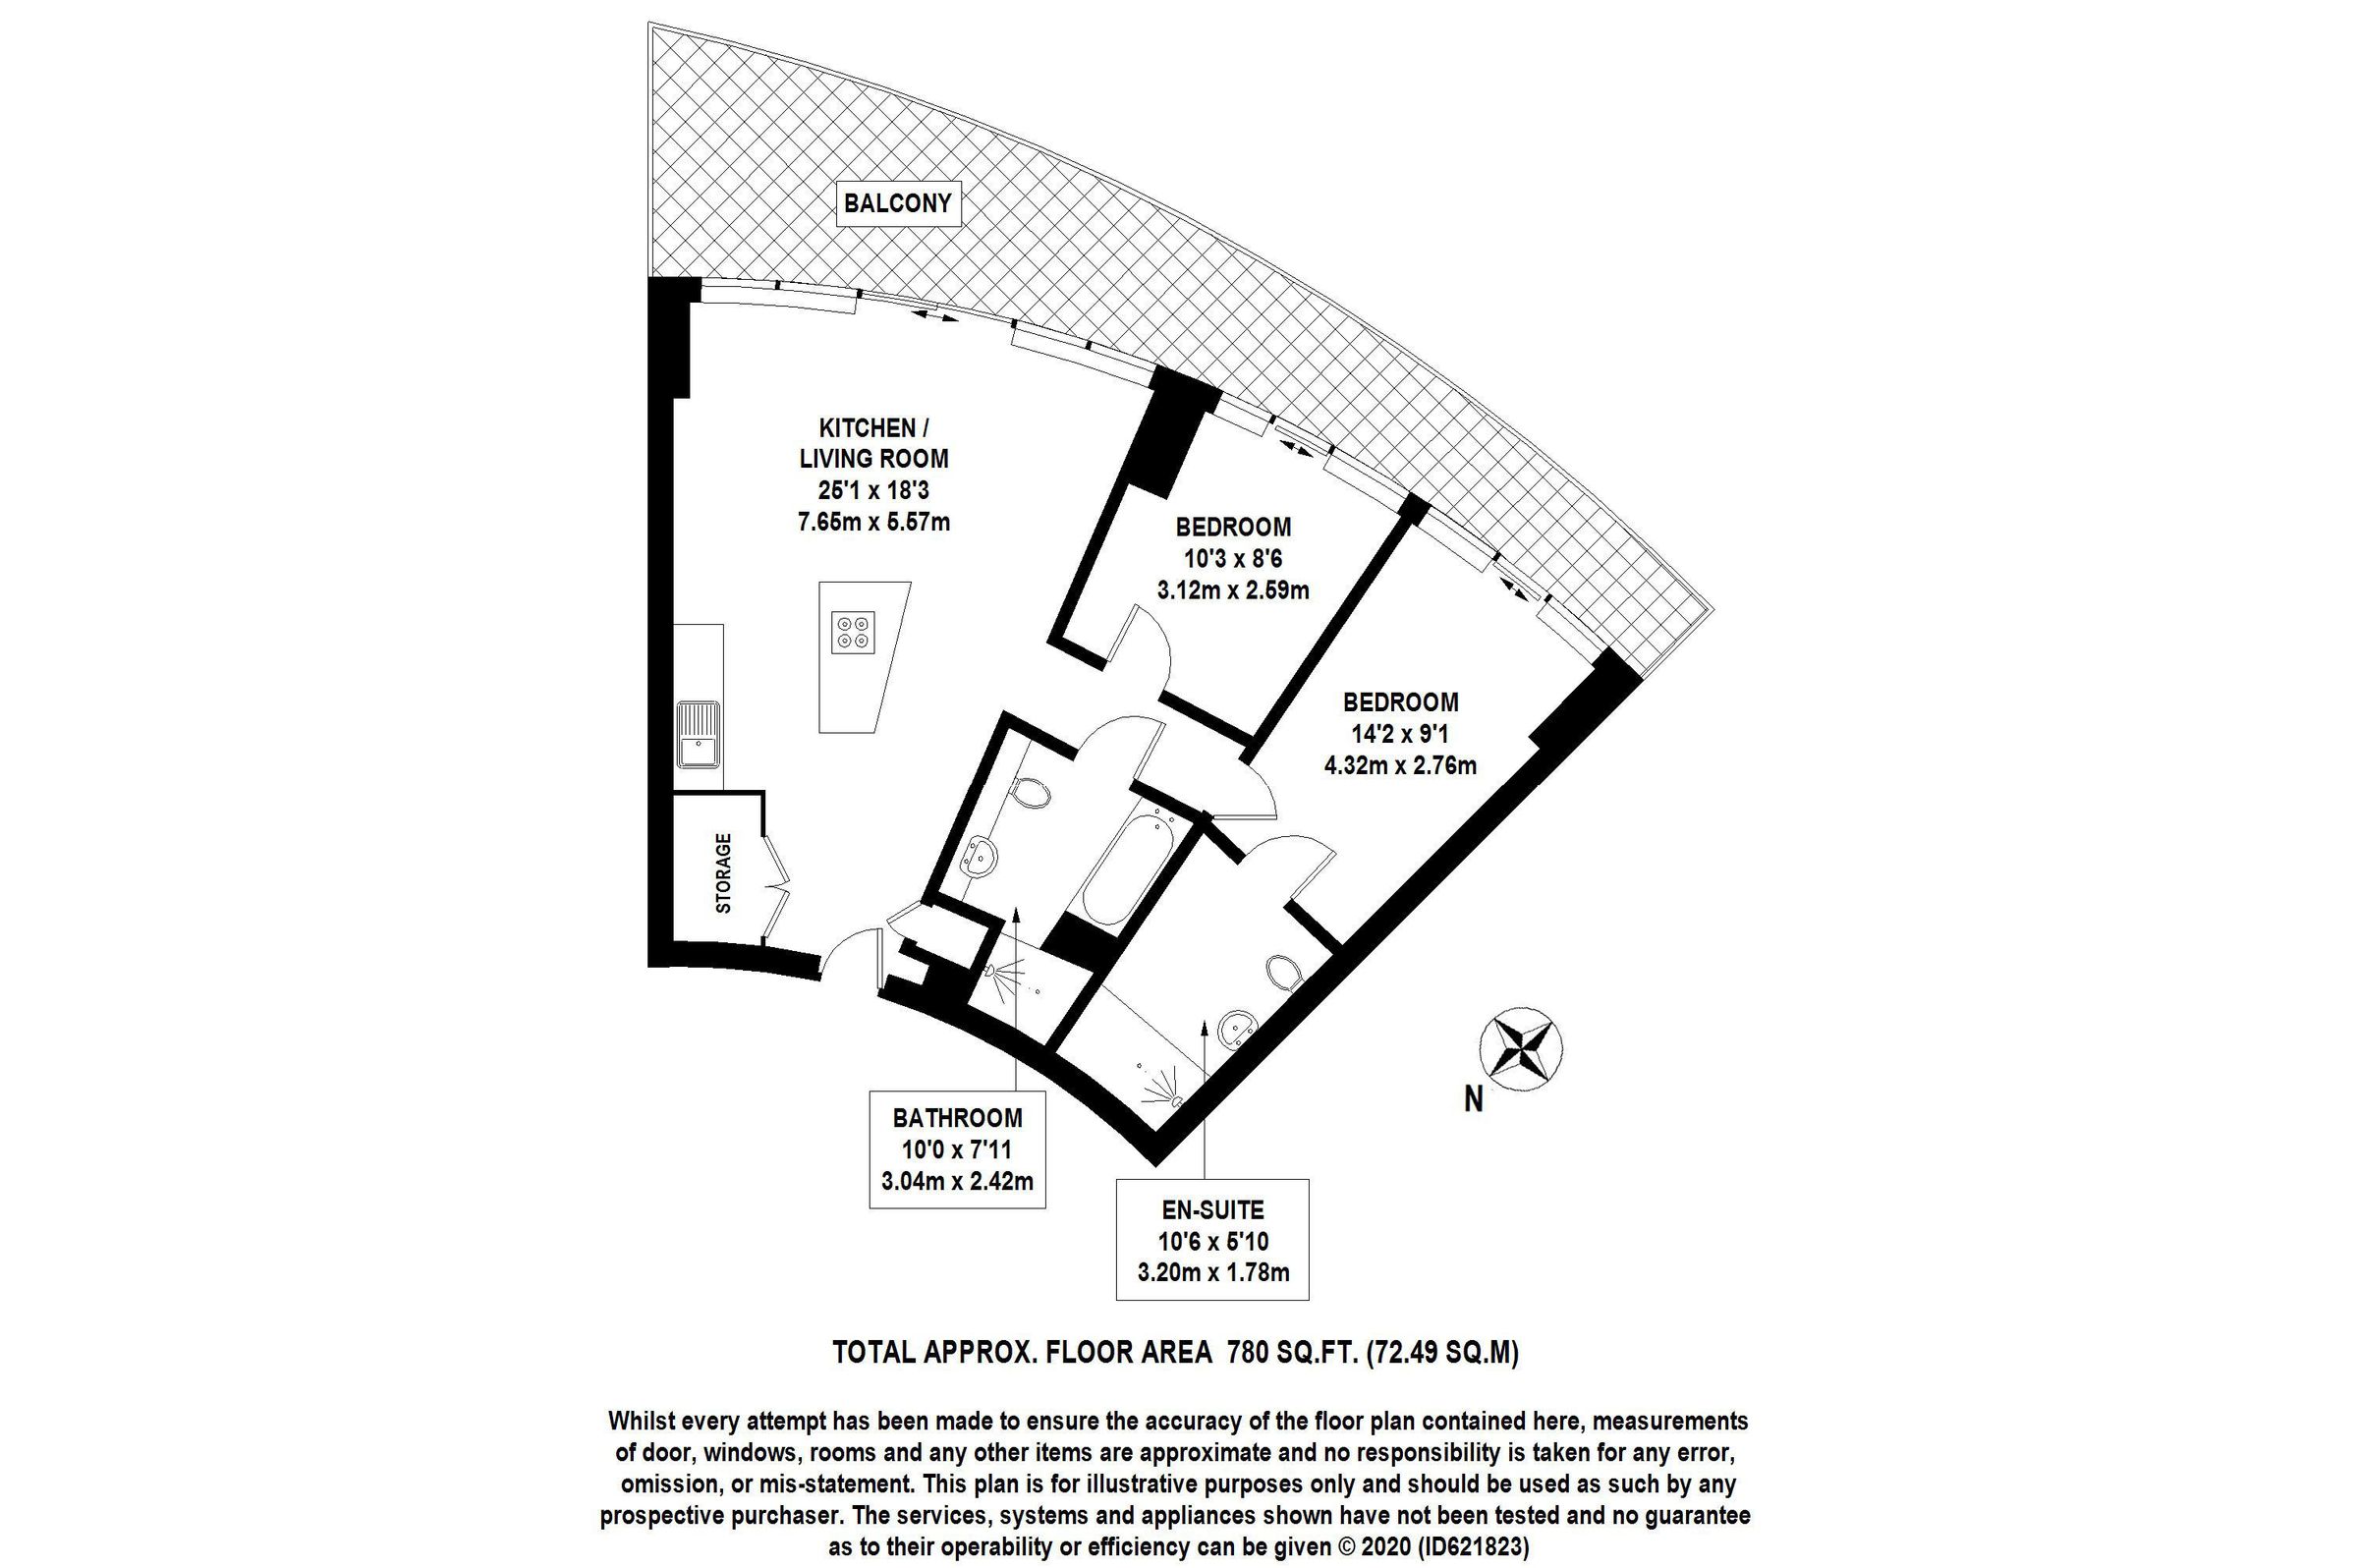 BALCONY
KITCHEN /
LIVING ROOM
25'1 x 18'3
7.65m x 5.57m
BEDROOM
10'3 x 8'6
3.12m x 2.59m
BEDROOM
14'2 x 9'1
4.32m x 2.76m
STORAGE
N
BATHROOM
10'0 x 7'11
3.04m x 2.42m
EN-SUITE
10'6 x 5'10
3.20m x 1.78m
TOTAL APPROX. FLOOR AREA 780 SQ.FT. (72.49 SQ.M)
Whilst every attempt has been made to ensure the accuracy of the floor plan contained here, measurements
of door, windows, rooms and any other items are approximate and no responsibility is taken for any error,
omission, or mis-statement. This plan is for illustrative purposes only and should be used as such by any
prospective purchaser. The services, systems and appliances shown have not been tested and no guarantee
as to their operability or efficiency can be given © 2020 (ID621823)